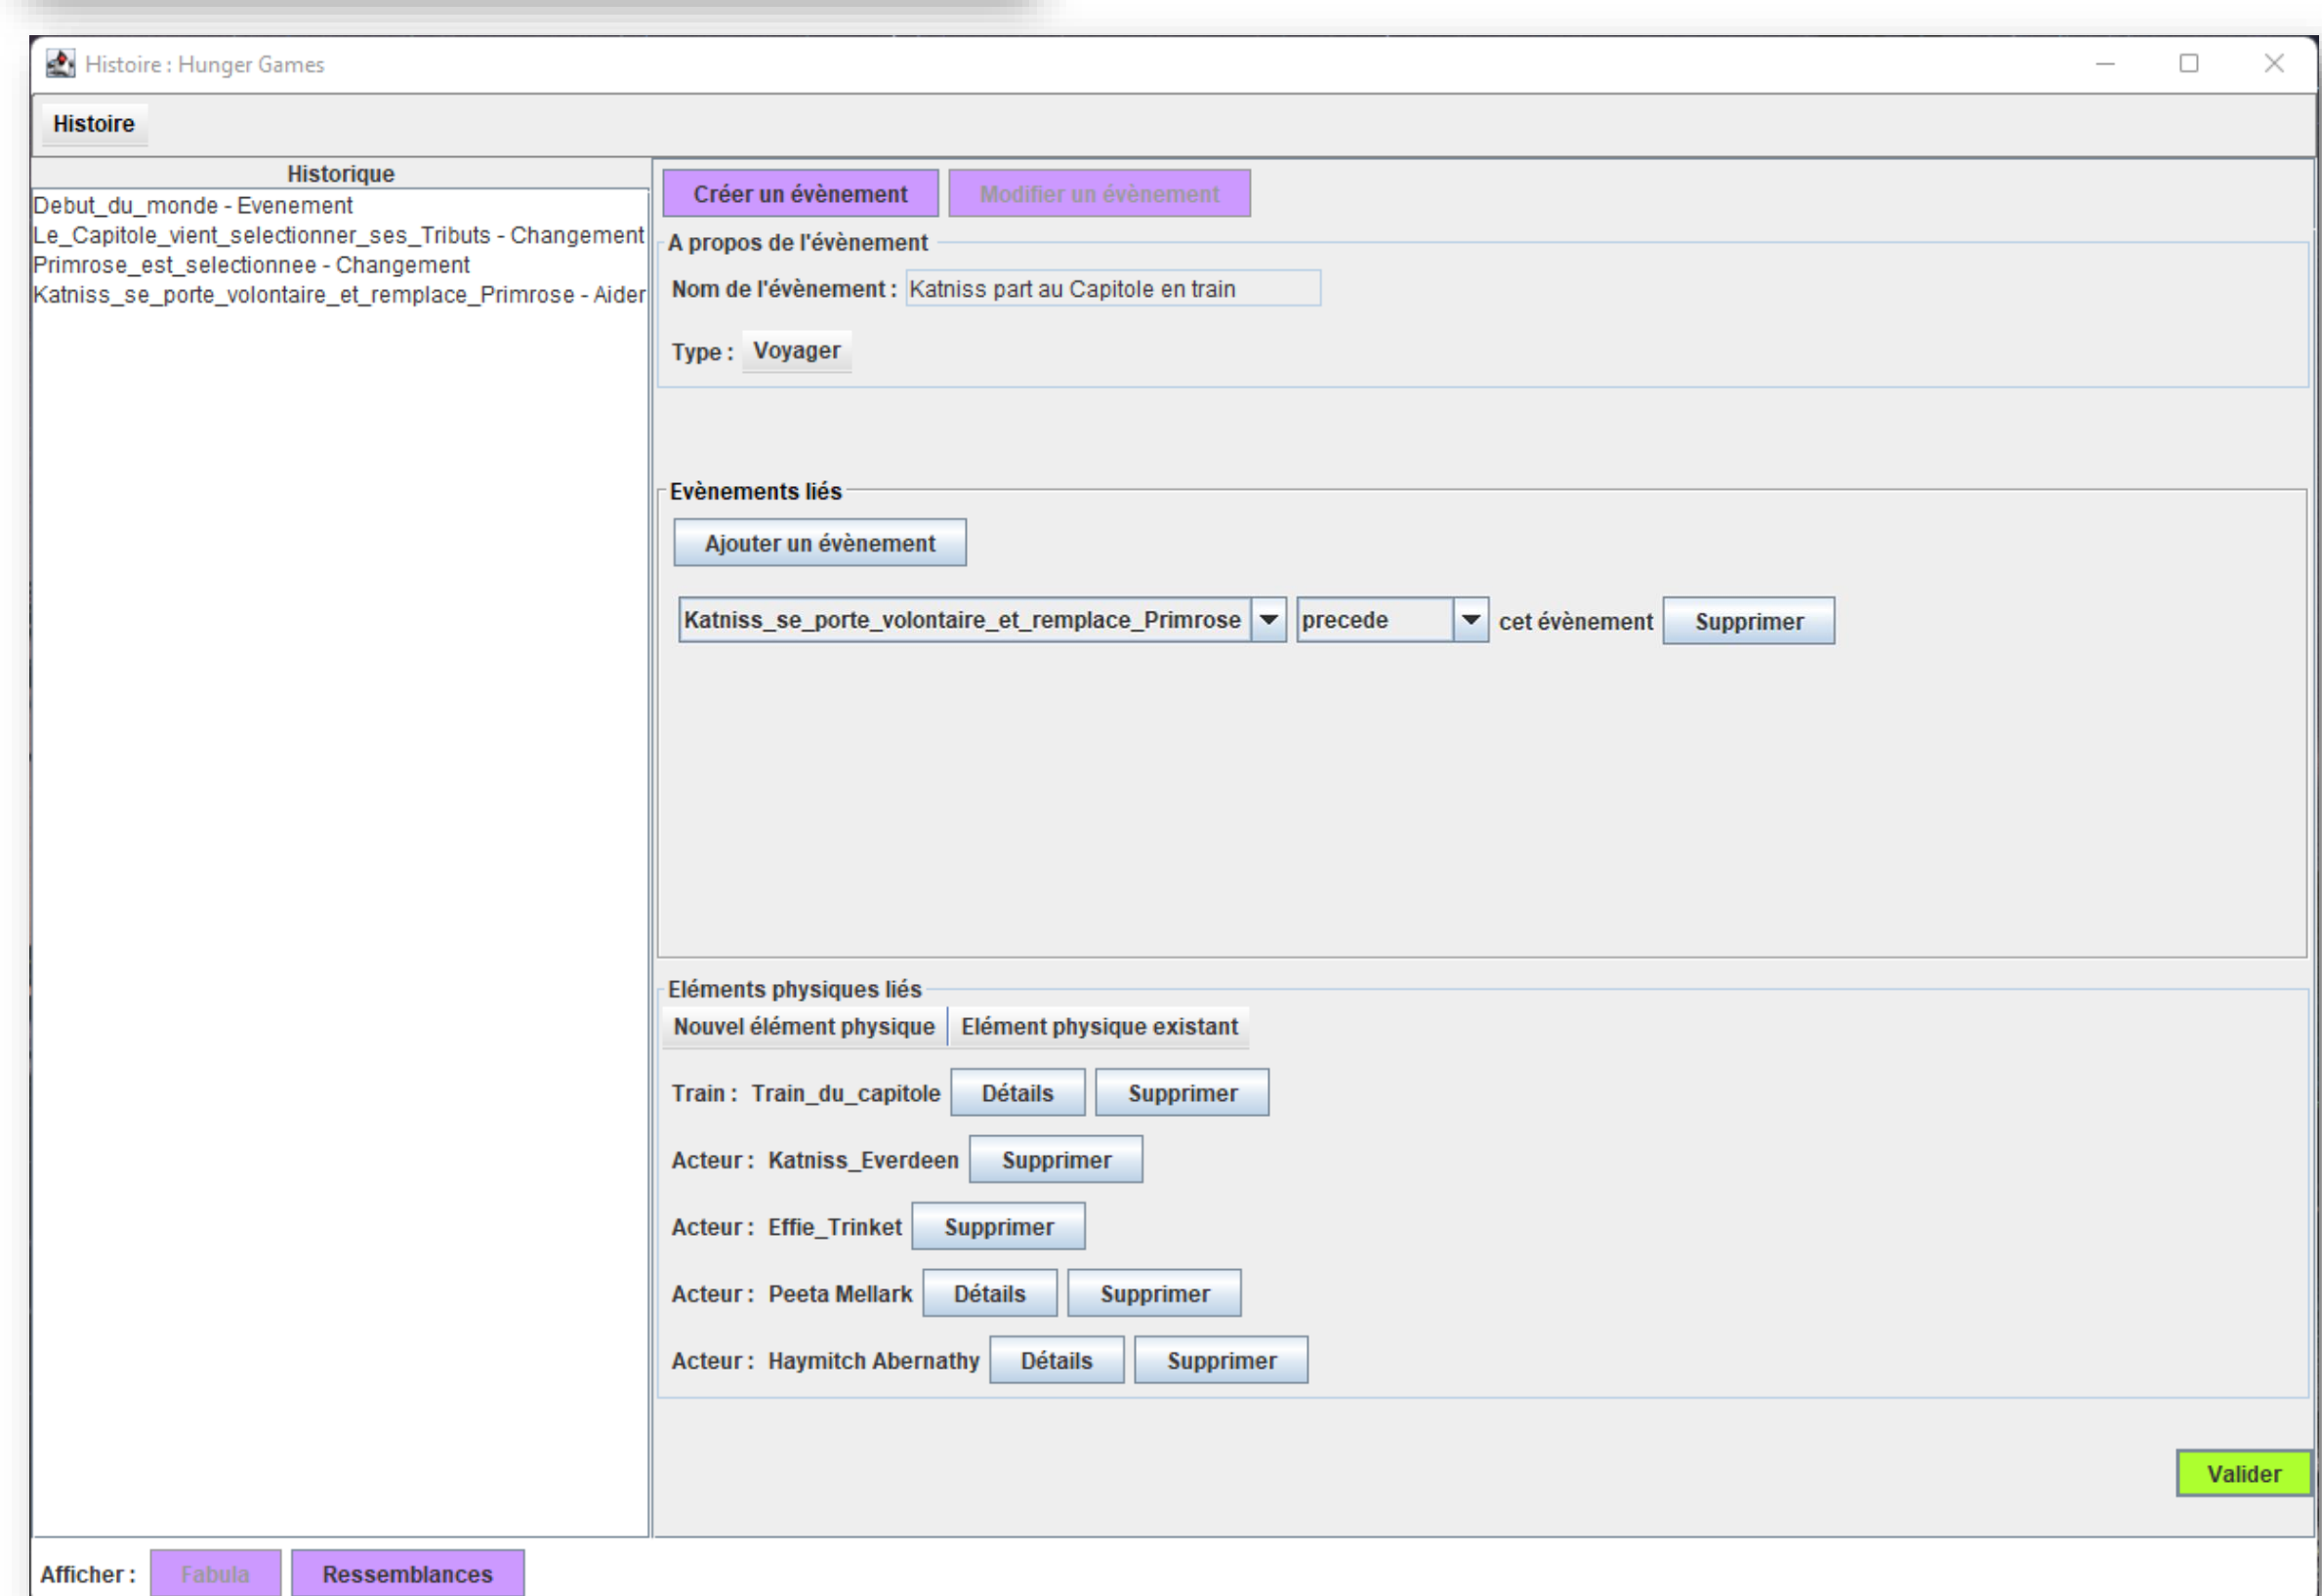 Histoire : Hunger Games
Histoire
Historique
Debut_du_monde - Evenement
Le_Capitole_vient_selectionner_ses_Tributs - Changement
Primrose_est_selectionnee - Changement
Katniss_se_porte_volontaire_et_remplace_Primrose - Aider
Créer un évènement Modifier un évènement
A propos de l'évènement
Nom de l'évènement : Katniss part au Capitole en train
Type : Voyager
Evènements liés
Ajouter un évènement
Katniss_se_porte_volontaire_et_remplace_Primrose precede cet évènement Supprimer
Eléments physiques liés
Nouvel élément physique Elément physique existant
Train : Train_du_capitole Détails Supprimer
Acteur : Katniss_Everdeen Supprimer
Acteur : Effie_Trinket Supprimer
Acteur : Peeta Mellark Détails Supprimer
Acteur : Haymitch Abernathy Détails Supprimer
Valider
Afficher : Fabula Ressemblances